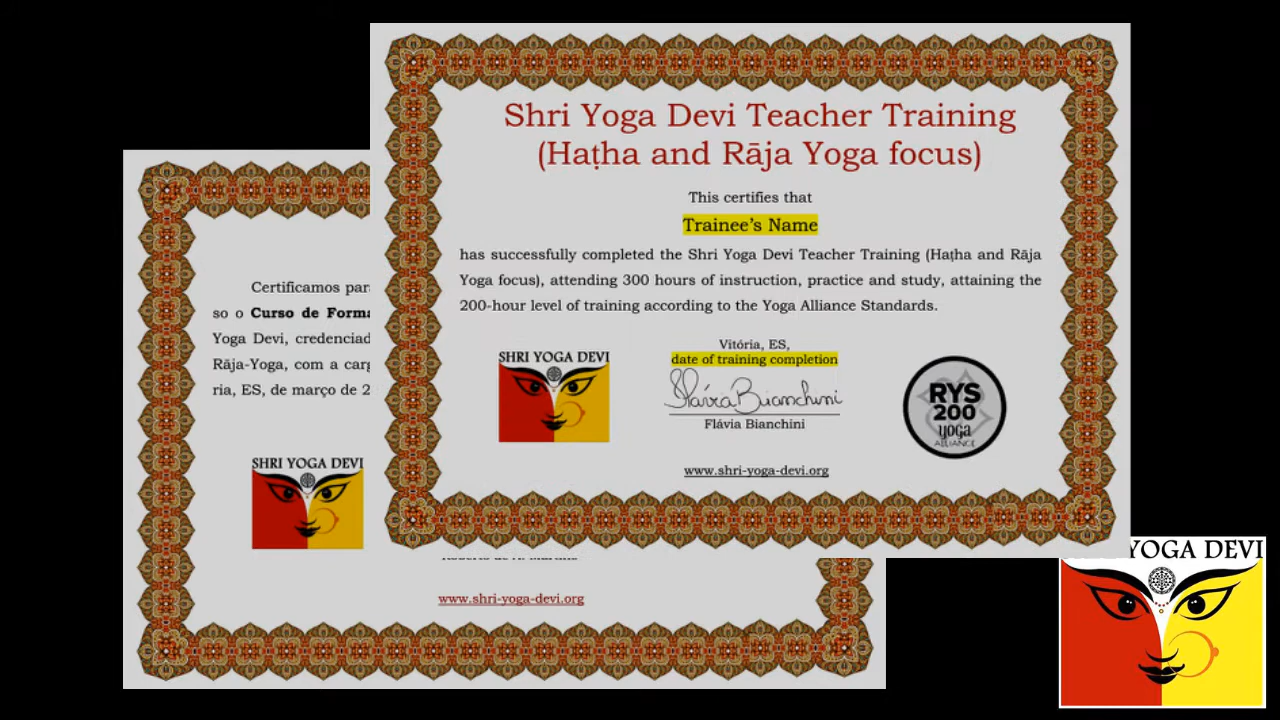 Shri Yoga Devi Teacher Training
(Haṭha and Rāja Yoga focus)
This certifies that
Trainee's Name
has successfully completed the Shri Yoga Devi Teacher Training (Haṭha and Rāja
Yoga focus), attending 300 hours of instruction, practice and study, attaining the
200-hour level of training according to the Yoga Alliance Standards.
Vitória, ES,
date of training completion
SHRI YOGA DEVI
Flávia Bianchini
Flávia Bianchini
RYS
200
yoga
ALLIANCE
www.shri-yoga-devi.org
Certificamos par
so o Curso de Forma
Yoga Devi, credenciad
Rāja-Yoga, com a carg
ria, ES, de março de 2
SHRI YOGA DEVI
www.shri-yoga-devi.org
YOGA DEVI